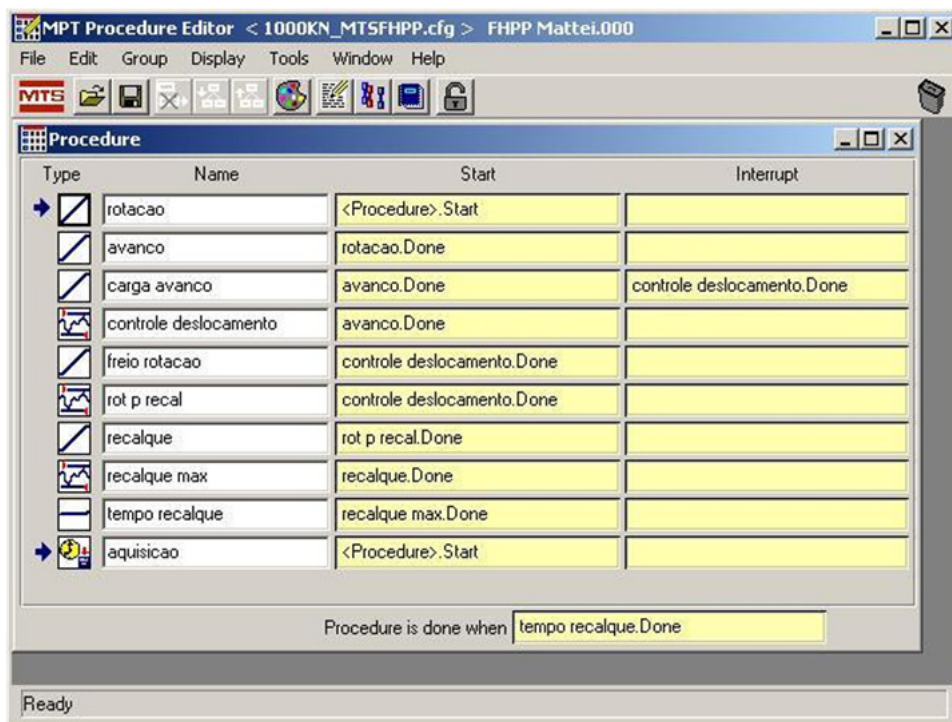 MPT Procedure Editor < 1000KN_MTSFHPP.cfg > FHPP Mattei.000
File Edit Group Display Tools Window Help
MTS
Procedure
Type Name Start Interrupt
rotacao <Procedure>.Start
avanco rotacao.Done
carga avanco avanco.Done controle deslocamento.Done
controle deslocamento avanco.Done
freio rotacao controle deslocamento.Done
rot p recal controle deslocamento.Done
recalque rot p recal.Done
recalque max recalque.Done
tempo recalque recalque max.Done
aquisicao <Procedure>.Start
Procedure is done when tempo recalque.Done
Ready